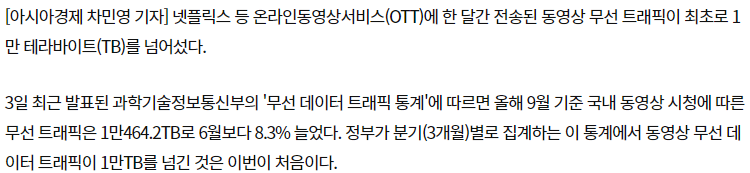 [아시아경제 차민영 기자] 넷플릭스 등 온라인동영상서비스(OTT)에 한 달간 전송된 동영상 무선 트래픽이 최초로 1
만 테라바이트(TB)를 넘어섰다.
3일 최근 발표된 과학기술정보통신부의 '무선 데이터 트래픽 통계'에 따르면 올해 9월 기준 국내 동영상 시청에 따른
무선 트래픽은 1만464.2TB로 6월보다 8.3% 늘었다. 정부가 분기(3개월)별로 집계하는 이 통계에서 동영상 무선 데
이터 트래픽이 1만TB를 넘긴 것은 이번이 처음이다.